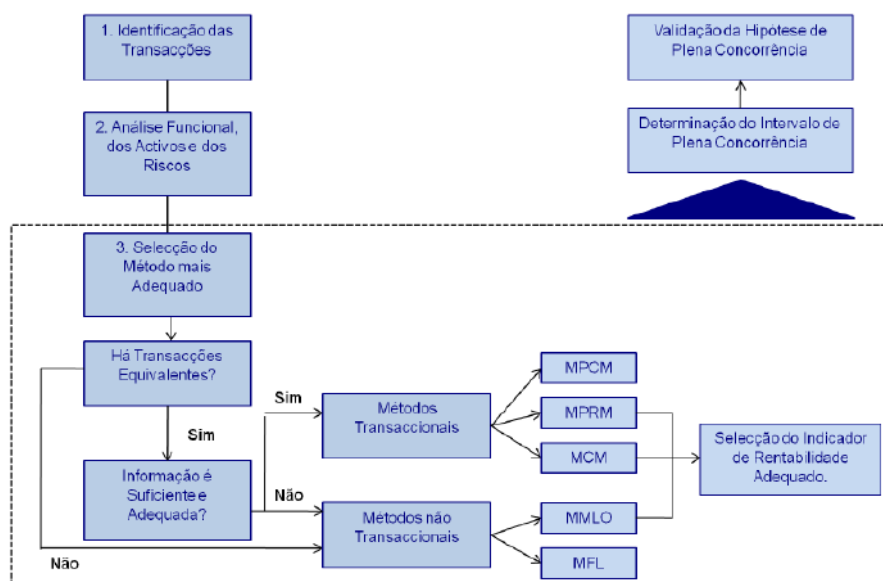 1. Identificação das
Transacções
2. Análise Funcional,
dos Activos e dos
Riscos
3. Selecção do
Método mais
Adequado
Há Transacções
Equivalentes?
Sim
Informação é
Suficiente e
Adequada?
Não
Sim
Não
Métodos
Transaccionais
Métodos não
Transaccionais
MPCM
MPRM
MCM
MMLO
MFL
Selecção do Indicador
de Rentabilidade
Adequado.
Determinação do Intervalo de
Plena Concorrência
Validação da Hipótese de
Plena Concorrência